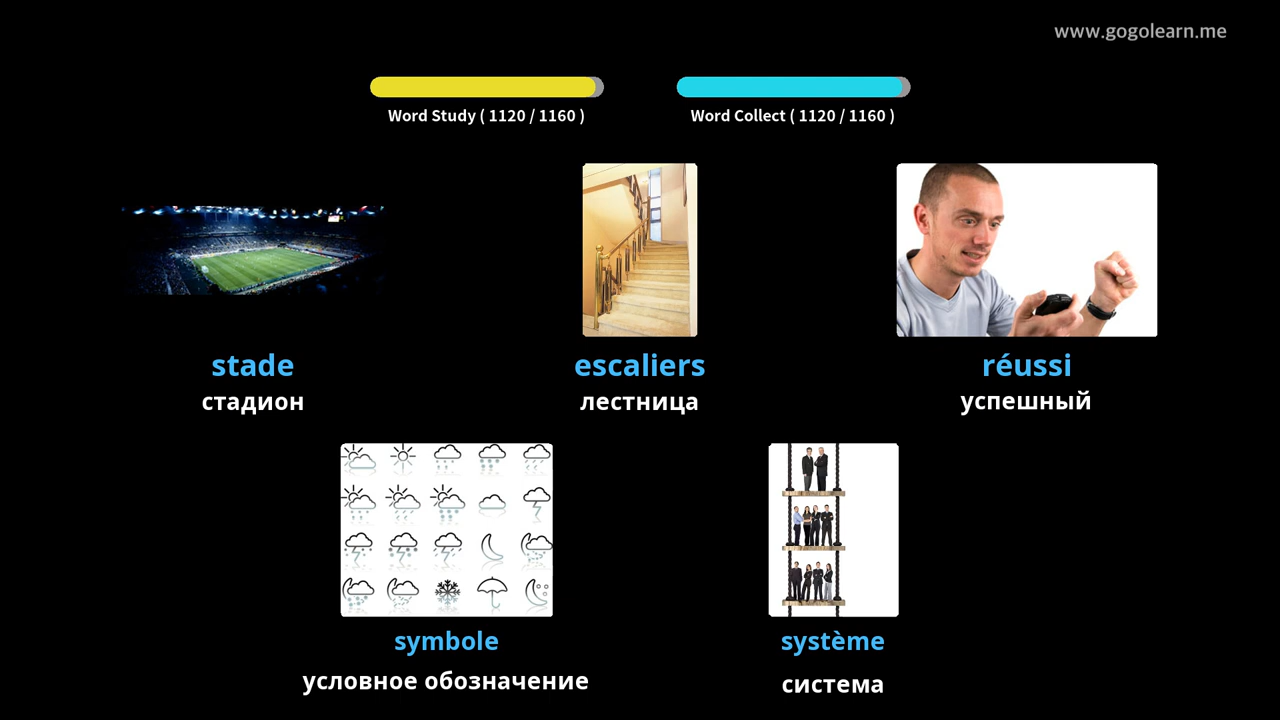 www.gogolearn.me
Word Study ( 1120 / 1160 )
Word Collect ( 1120 / 1160 )
stade
стадион
escaliers
лестница
réussi
успешный
symbole
условное обозначение
système
система